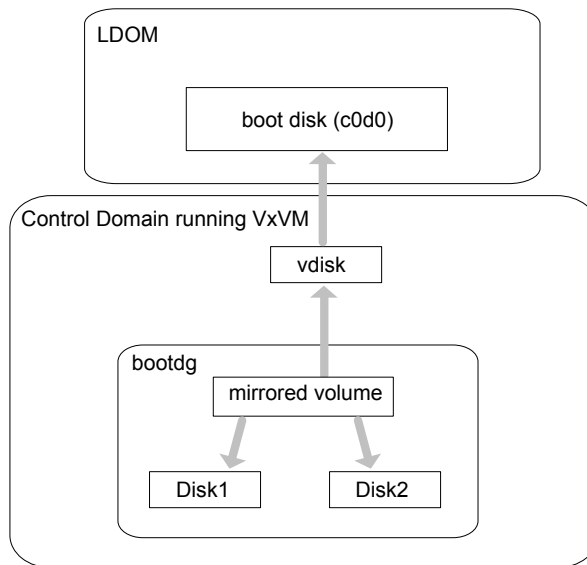 LDOM
boot disk (c0d0)
Control Domain running VxVM
vdisk
bootdg
mirrored volume
Disk1
Disk2